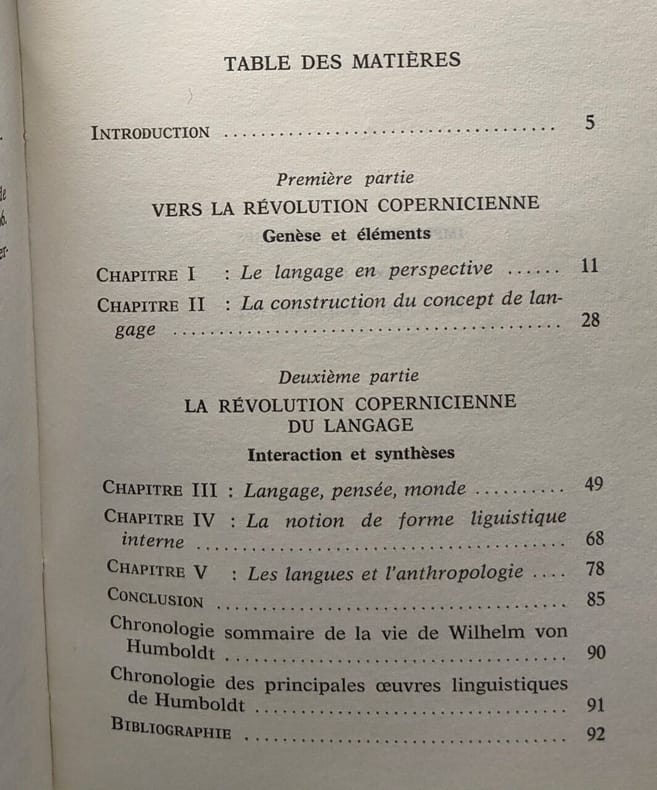 TABLE DES MATIÈRES
INTRODUCTION .................................... 5
Première partie
VERS LA RÉVOLUTION COPERNICIENNE
Genèse et éléments
CHAPITRE I : Le langage en perspective ...... 11
CHAPITRE II : La construction du concept de lan-
gage .......................................... 28
Deuxième partie
LA RÉVOLUTION COPERNICIENNE
DU LANGAGE
Interaction et synthèses
CHAPITRE III : Langage, pensée, monde .......... 49
CHAPITRE IV : La notion de forme liguistique
interne ........................................ 68
CHAPITRE V : Les langues et l'anthropologie .... 78
CONCLUSION ...................................... 85
Chronologie sommaire de la vie de Wilhelm von
Humboldt ..................................... 90
Chronologie des principales œuvres linguistiques
de Humboldt .................................. 91
BIBLIOGRAPHIE ................................... 92